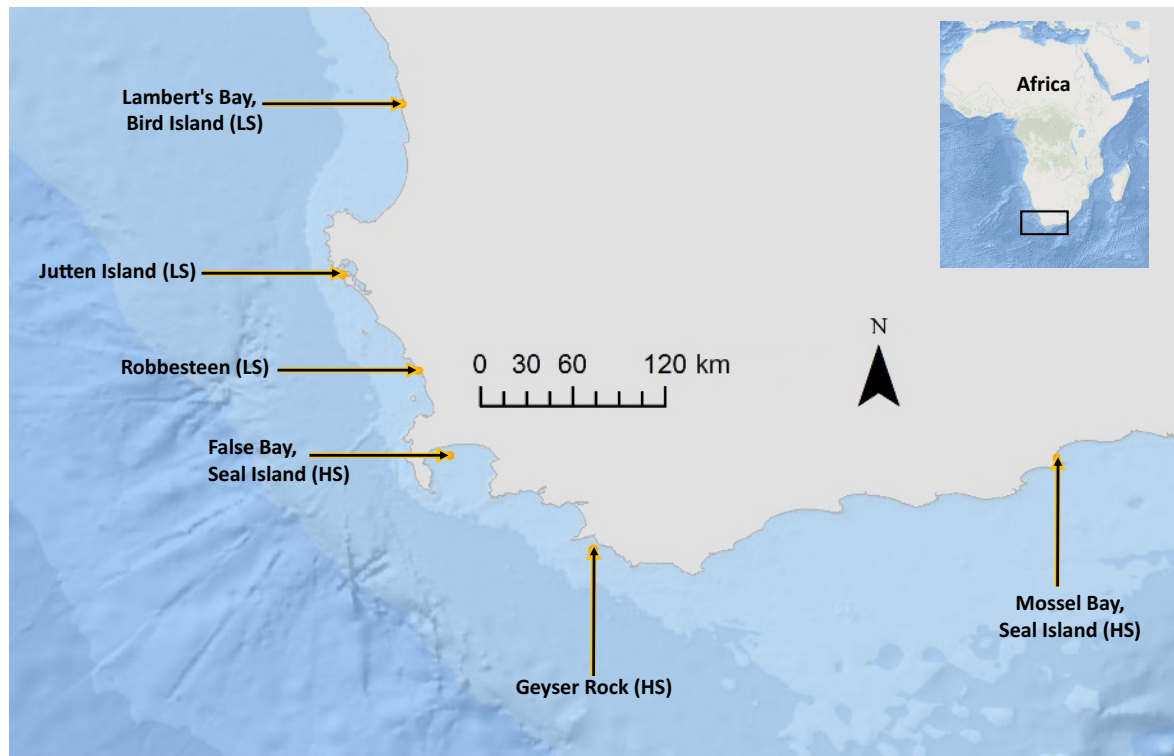 Lambert's Bay,
Bird Island (LS)
Africa
Jutten Island (LS)
N
Robbesteen (LS)
0 30 60 120 km
False Bay,
Seal Island (HS)
Mossel Bay,
Seal Island (HS)
Geyser Rock (HS)